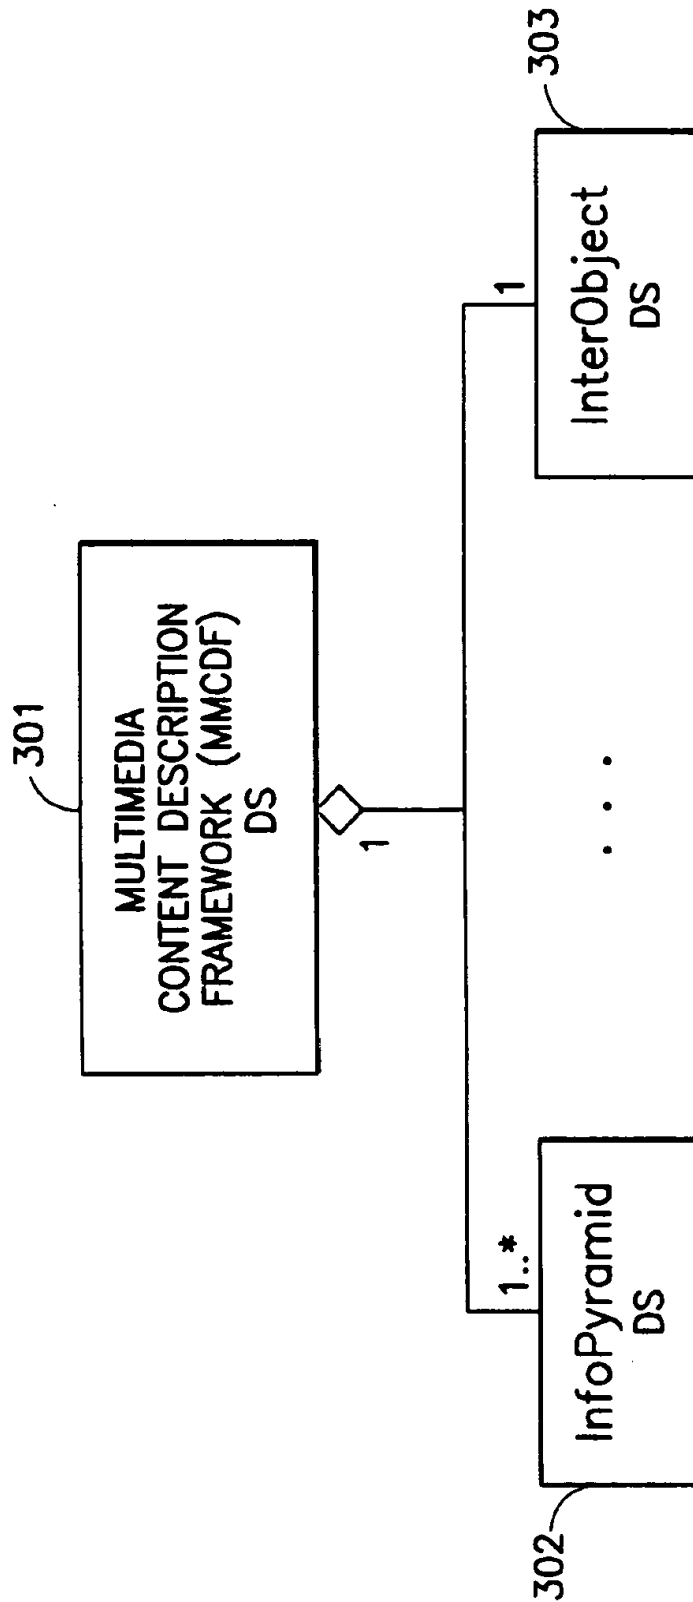 301
MULTIMEDIA
CONTENT DESCRIPTION
FRAMEWORK (MMCDF)
DS
1
1..*
1
302
InfoPyramid
DS
. . .
303
InterObject
DS